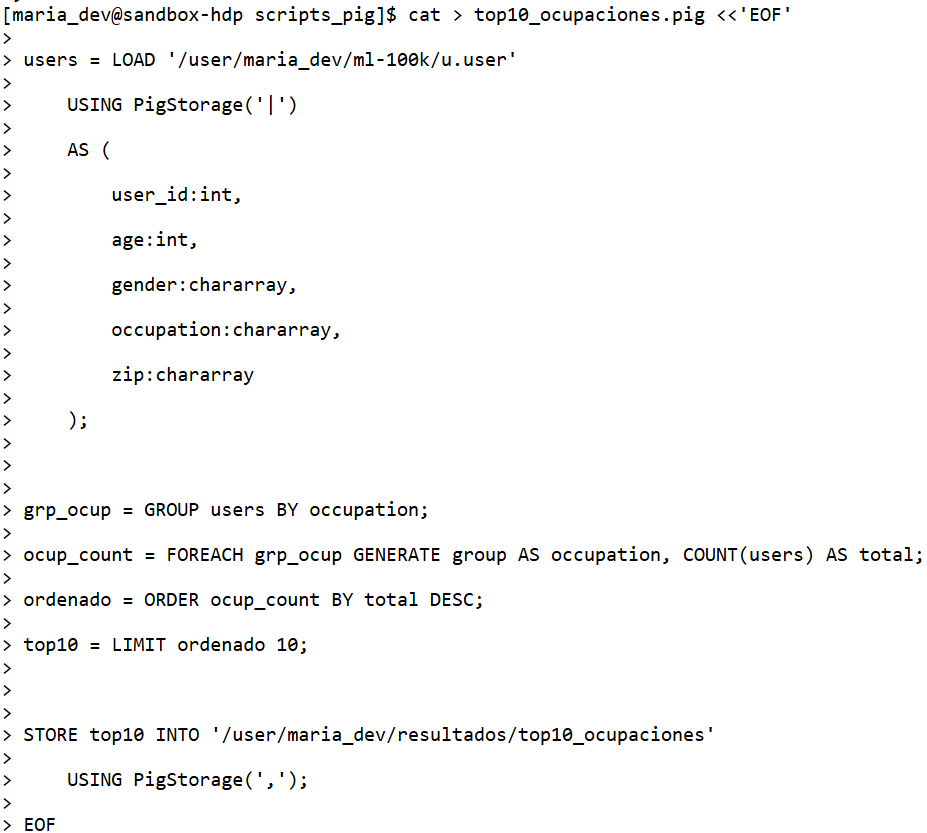 [maria_dev@sandbox-hdp scripts_pig]$ cat > top10_ocupaciones.pig <<'EOF'
>
> users = LOAD '/user/maria_dev/ml-100k/u.user'
>
>     USING PigStorage('|')
>
>     AS (
>
>         user_id:int,
>
>         age:int,
>
>         gender:chararray,
>
>         occupation:chararray,
>
>         zip:chararray
>
>     );
>
>
>
> grp_ocup = GROUP users BY occupation;
>
> ocup_count = FOREACH grp_ocup GENERATE group AS occupation, COUNT(users) AS total;
>
> ordenado = ORDER ocup_count BY total DESC;
>
> top10 = LIMIT ordenado 10;
>
>
>
> STORE top10 INTO '/user/maria_dev/resultados/top10_ocupaciones'
>
>     USING PigStorage(',');
>
> EOF